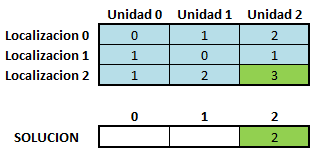 Unidad 0 Unidad 1 Unidad 2
Localizacion 0 0 1 2
Localizacion 1 1 0 1
Localizacion 2 1 2 3
0 1 2
SOLUCION 2